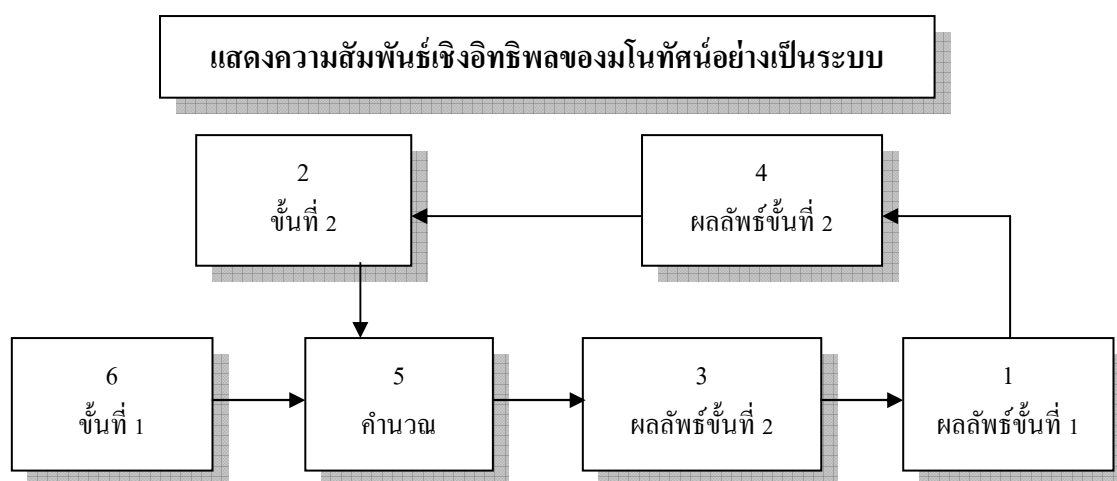 แสดงความสัมพันธ์เชิงอิทธิพลของมโนทัศน์อย่างเป็นระบบ
2
ขั้นที่ 2
4
ผลลัพธ์ขั้นที่ 2
6
ขั้นที่ 1
5
คำนวณ
3
ผลลัพธ์ขั้นที่ 2
1
ผลลัพธ์ขั้นที่ 1